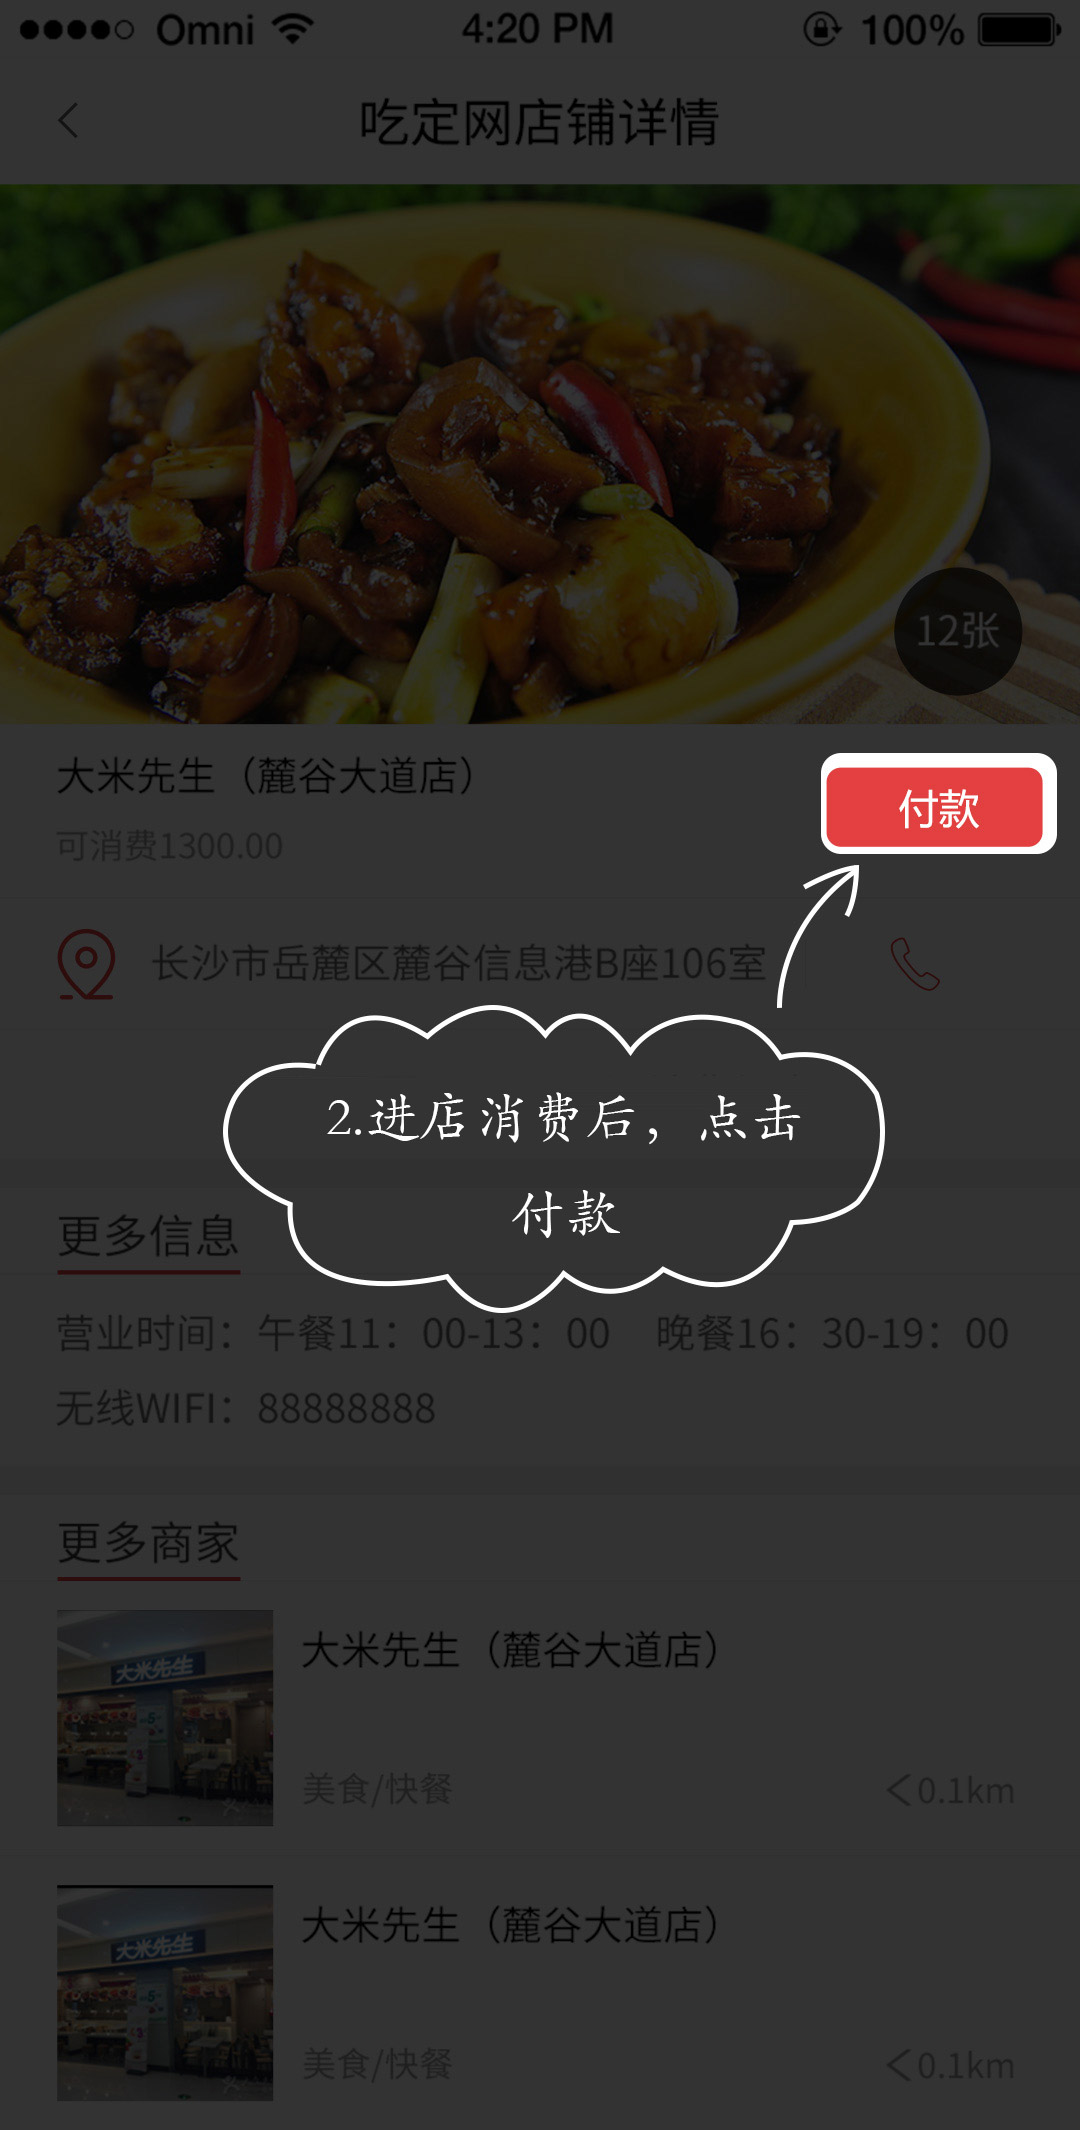 Omni
4:20 PM
100%
吃定网店铺详情
12张
大米先生（麓谷大道店）
付款
可消费1300.00
长沙市岳麓区麓谷信息港B座106室
2.进店消费后，点击
付款
更多信息
营业时间：午餐11：00-13：00 晚餐16：30-19：00
无线WIFI：88888888
更多商家
大米先生
大米先生（麓谷大道店）
美食/快餐
<0.1km
大米先生
大米先生（麓谷大道店）
美食/快餐
<0.1km